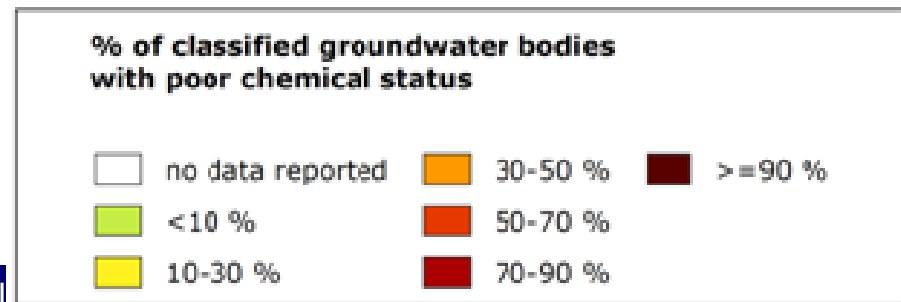 % of classified groundwater bodies
with poor chemical status
no data reported
<10 %
10-30 %
30-50 %
50-70 %
70-90 %
>=90 %